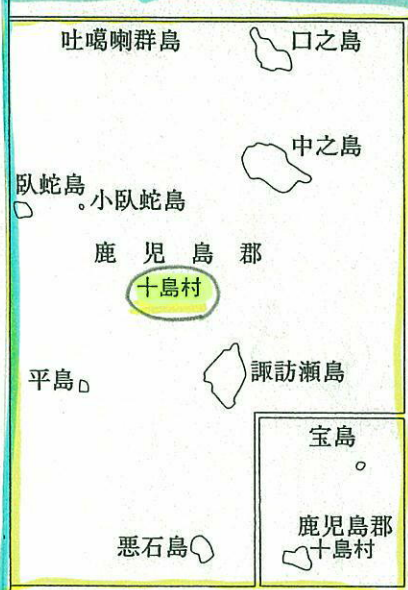 吐噶喇群島
口之島
中之島
臥蛇島
小臥蛇島
鹿児島郡
十島村
諏訪瀬島
平島
宝島
鹿児島郡
十島村
悪石島